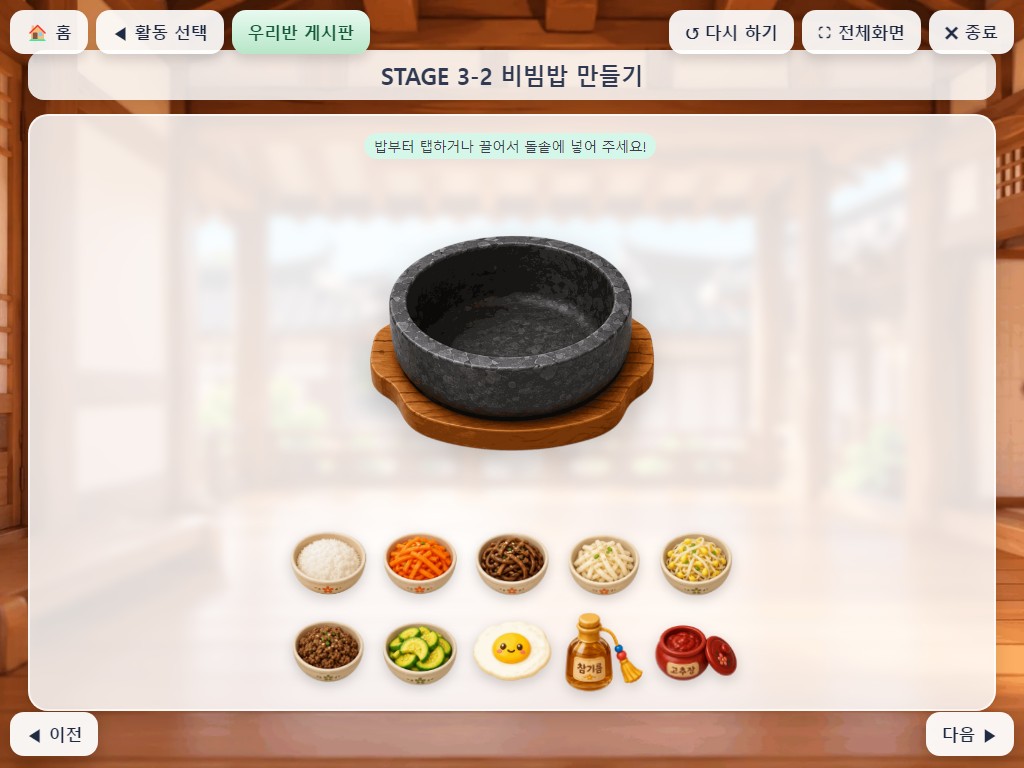 🏠 홈
◀ 활동 선택
우리반 게시판
↺ 다시 하기
⛶ 전체화면
✕ 종료
STAGE 3-2 비빔밥 만들기
밥부터 탭하거나 끌어서 돌솥에 넣어 주세요!
참기름
고추장
◀ 이전
다음 ▶